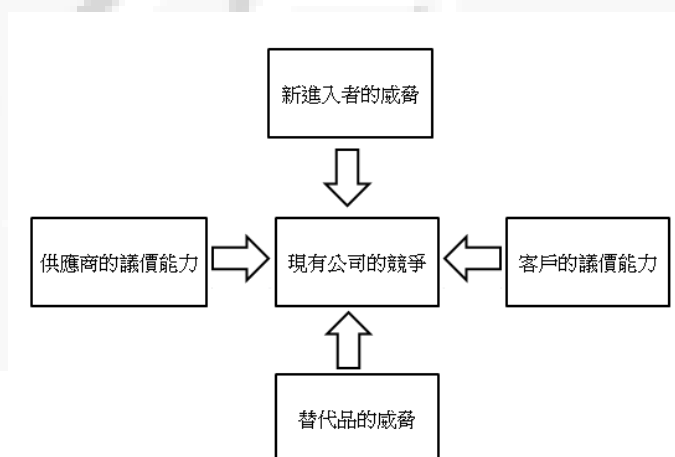 新進入者的威脅
供應商的議價能力
現有公司的競爭
客戶的議價能力
替代品的威脅